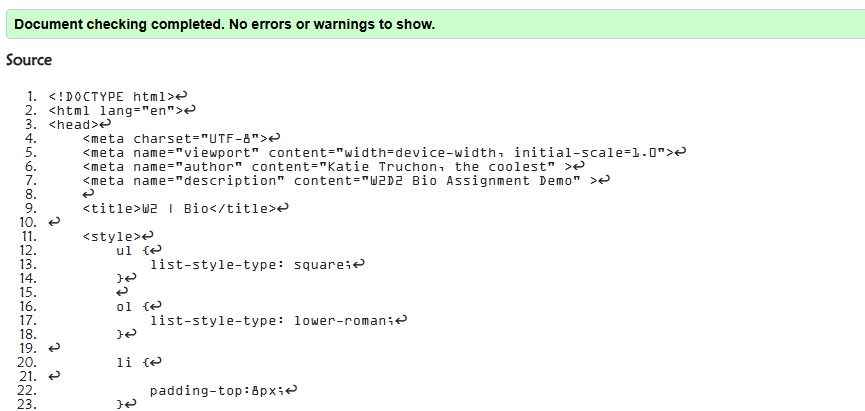 Document checking completed. No errors or warnings to show.
Source
1. <!DOCTYPE html>↩
2. <html lang="en">↩
3. <head>↩
4. <meta charset="UTF-8">↩
5. <meta name="viewport" content="width=device-width, initial-scale=1.0">↩
6. <meta name="author" content="Katie Truchon, the coolest" >↩
7. <meta name="description" content="W2D2 Bio Assignment Demo" >↩
8. ↩
9. <title>W2 | Bio</title>↩
10. ↩
11. <style>↩
12. ul {↩
13. list-style-type: square;↩
14. }↩
15. ↩
16. ol {↩
17. list-style-type: lower-roman;↩
18. }↩
19. ↩
20. li {↩
21. ↩
22. padding-top:8px;↩
23. }↩